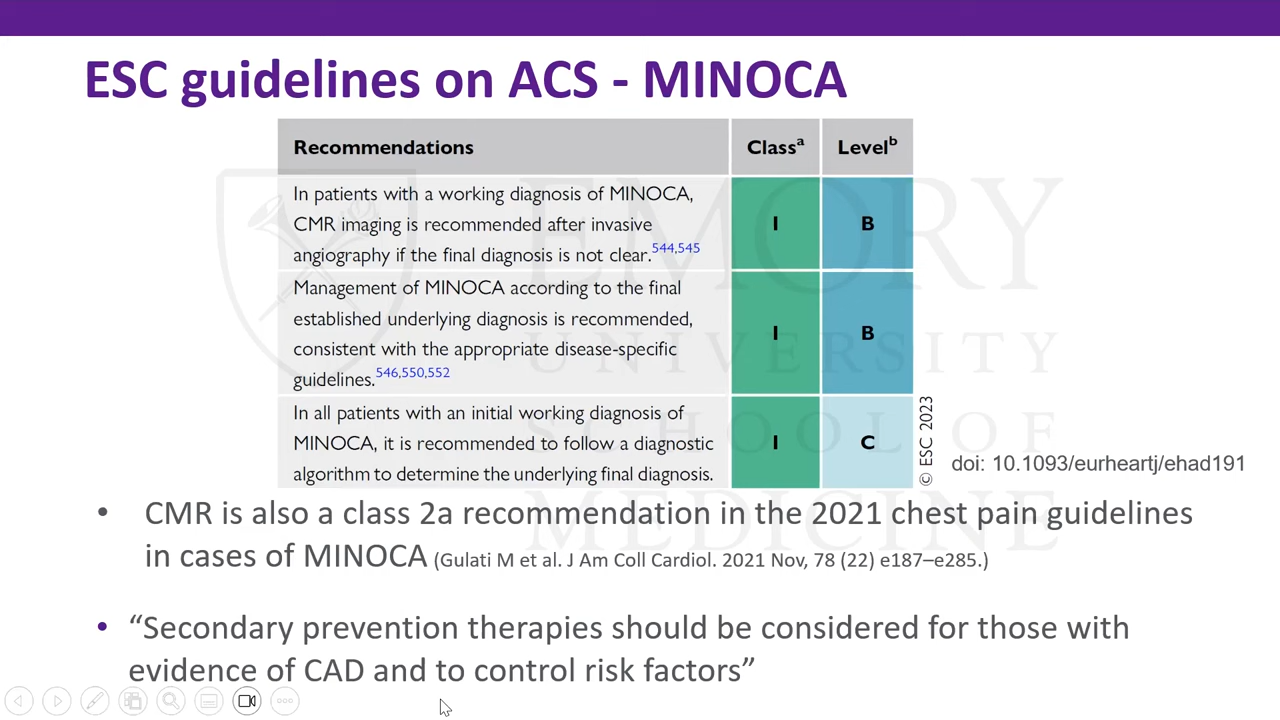 ESC guidelines on ACS - MINOCA
Recommendations Classᵃ Levelᵇ
In patients with a working diagnosis of MINOCA,
CMR imaging is recommended after invasive
angiography if the final diagnosis is not clear.⁵⁴⁴,⁵⁴⁵
I B
Management of MINOCA according to the final
established underlying diagnosis is recommended,
consistent with the appropriate disease-specific
guidelines.⁵⁴⁶,⁵⁵⁰,⁵⁵²
I B
In all patients with an initial working diagnosis of
MINOCA, it is recommended to follow a diagnostic
algorithm to determine the underlying final diagnosis.
I C
© ESC 2023
doi: 10.1093/eurheartj/ehad191
• CMR is also a class 2a recommendation in the 2021 chest pain guidelines
in cases of MINOCA (Gulati M et al. J Am Coll Cardiol. 2021 Nov, 78 (22) e187–e285.)
• “Secondary prevention therapies should be considered for those with
evidence of CAD and to control risk factors”
EMORY
UNIVERSITY
SCHOOL OF
MEDICINE